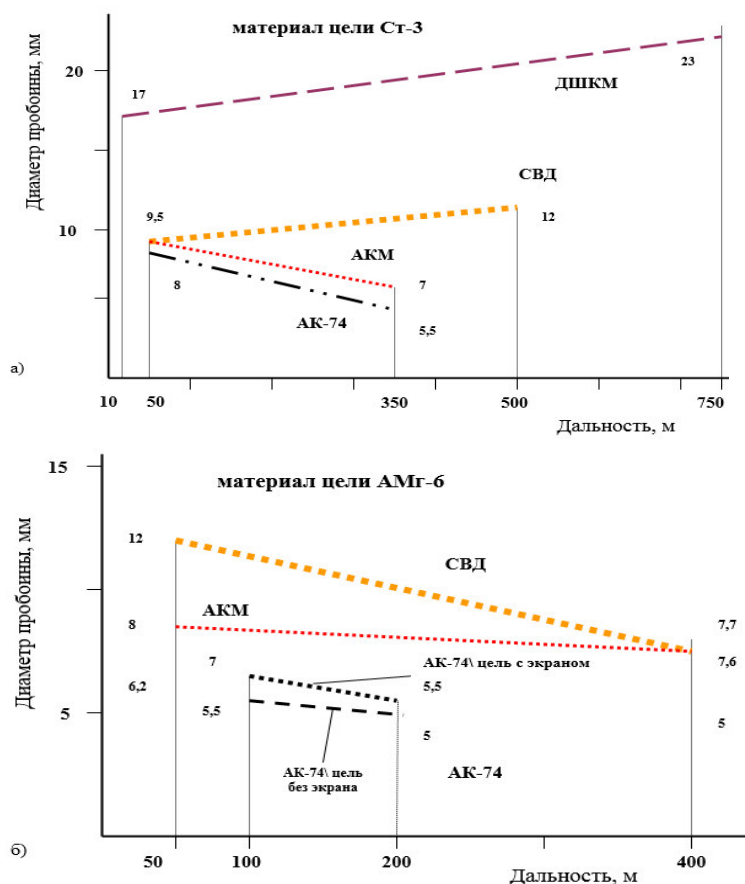 материал цели Ст-3
Диаметр пробоины, мм
20
10
17
23
ДШКМ
СВД
9,5
12
АКМ
8
7
АК-74
5,5
а)
10 50 350 500 750
Дальность, м
15
материал цели АМг-6
Диаметр пробоины, мм
12
СВД
АКМ
8
7,7
7
АК-74\ цель с экраном
7,6
6,2
5,5
5,5
5
5
5
АК-74\ цель
без экрана
АК-74
б)
50 100 200 400
Дальность, м